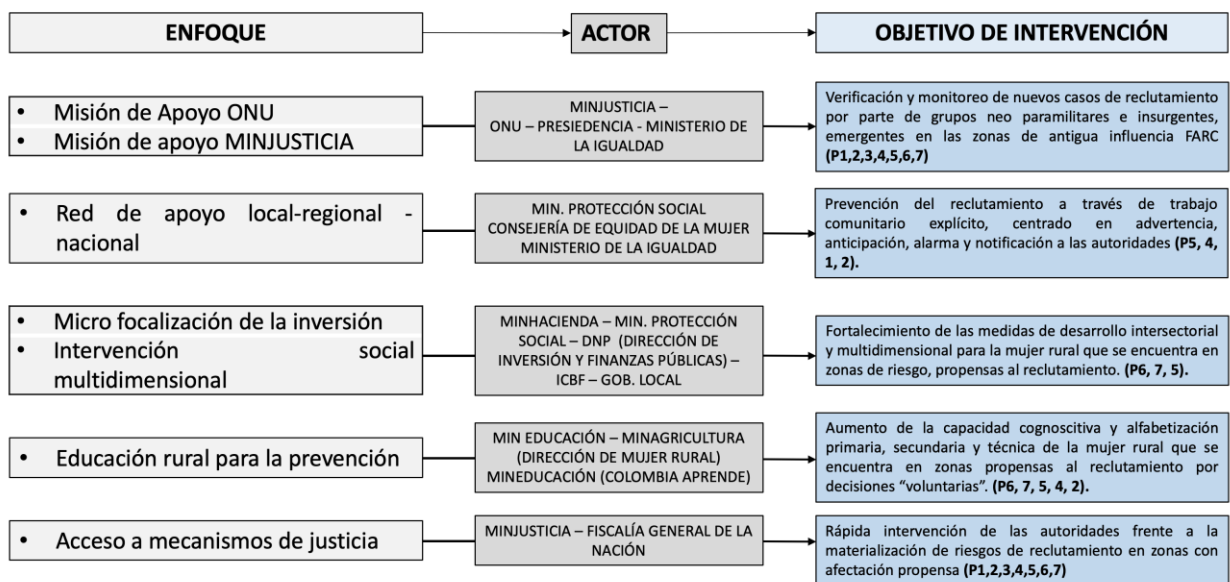 ENFOQUE
ACTOR
OBJETIVO DE INTERVENCIÓN
• Misión de Apoyo ONU
• Misión de apoyo MINJUSTICIA
MINJUSTICIA –
ONU – PRESIEDENCIA - MINISTERIO DE
LA IGUALDAD
Verificación y monitoreo de nuevos casos de reclutamiento
por parte de grupos neo paramilitares e insurgentes,
emergentes en las zonas de antigua influencia FARC
(P1,2,3,4,5,6,7)
• Red de apoyo local-regional -
nacional
MIN. PROTECCIÓN SOCIAL
CONSEJERÍA DE EQUIDAD DE LA MUJER
MINISTERIO DE LA IGUALDAD
Prevención del reclutamiento a través de trabajo
comunitario explícito, centrado en advertencia,
anticipación, alarma y notificación a las autoridades (P5, 4,
1, 2).
• Micro focalización de la inversión
• Intervención social
multidimensional
MINHACIENDA – MIN. PROTECCIÓN
SOCIAL – DNP (DIRECCIÓN DE
INVERSIÓN Y FINANZAS PÚBLICAS) –
ICBF – GOB. LOCAL
Fortalecimiento de las medidas de desarrollo intersectorial
y multidimensional para la mujer rural que se encuentra en
zonas de riesgo, propensas al reclutamiento. (P6, 7, 5).
• Educación rural para la prevención
MIN EDUCACIÓN – MINAGRICULTURA
(DIRECCIÓN DE MUJER RURAL)
MINEDUCACIÓN (COLOMBIA APRENDE)
Aumento de la capacidad cognoscitiva y alfabetización
primaria, secundaria y técnica de la mujer rural que se
encuentra en zonas propensas al reclutamiento por
decisiones “voluntarias”. (P6, 7, 5, 4, 2).
• Acceso a mecanismos de justicia
MINJUSTICIA – FISCALÍA GENERAL DE LA
NACIÓN
Rápida intervención de las autoridades frente a la
materialización de riesgos de reclutamiento en zonas con
afectación propensa (P1,2,3,4,5,6,7)